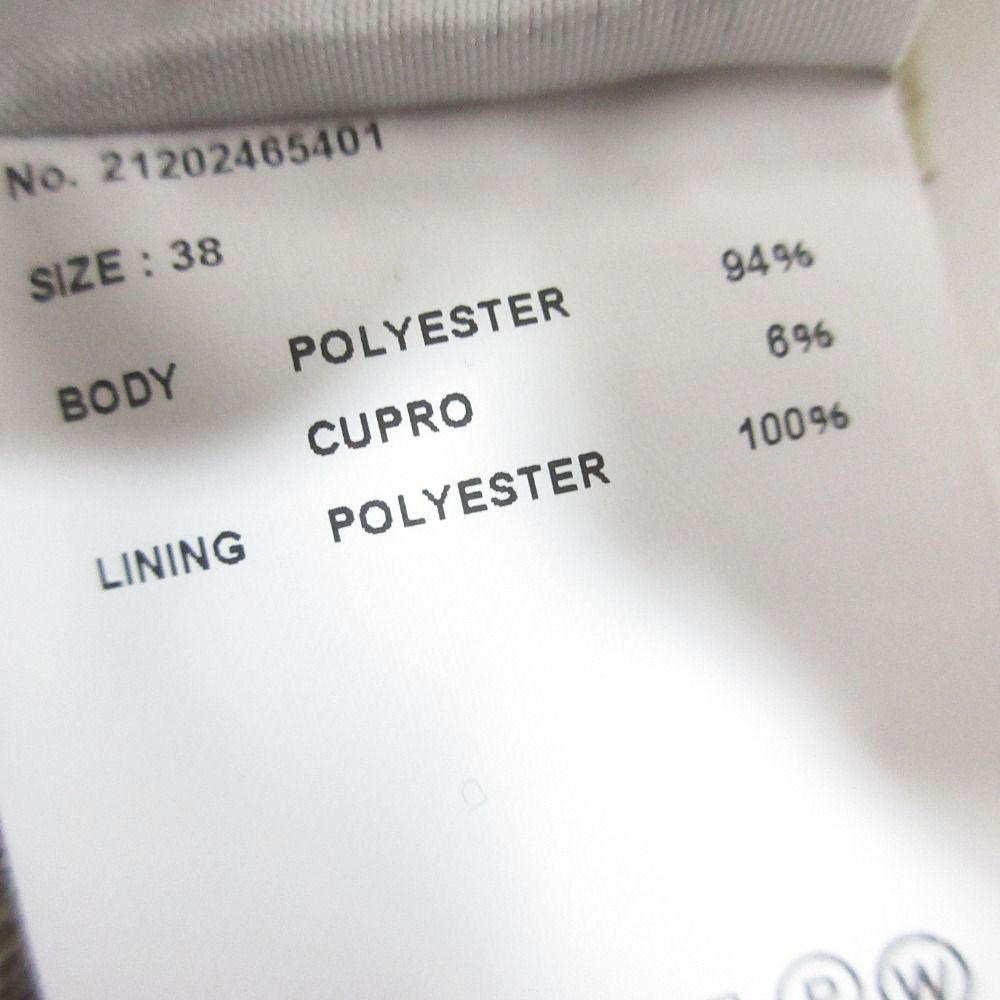 No. 21202465401
SIZE : 38
BODY POLYESTER 94%
CUPRO 6%
LINING POLYESTER 100%
P W